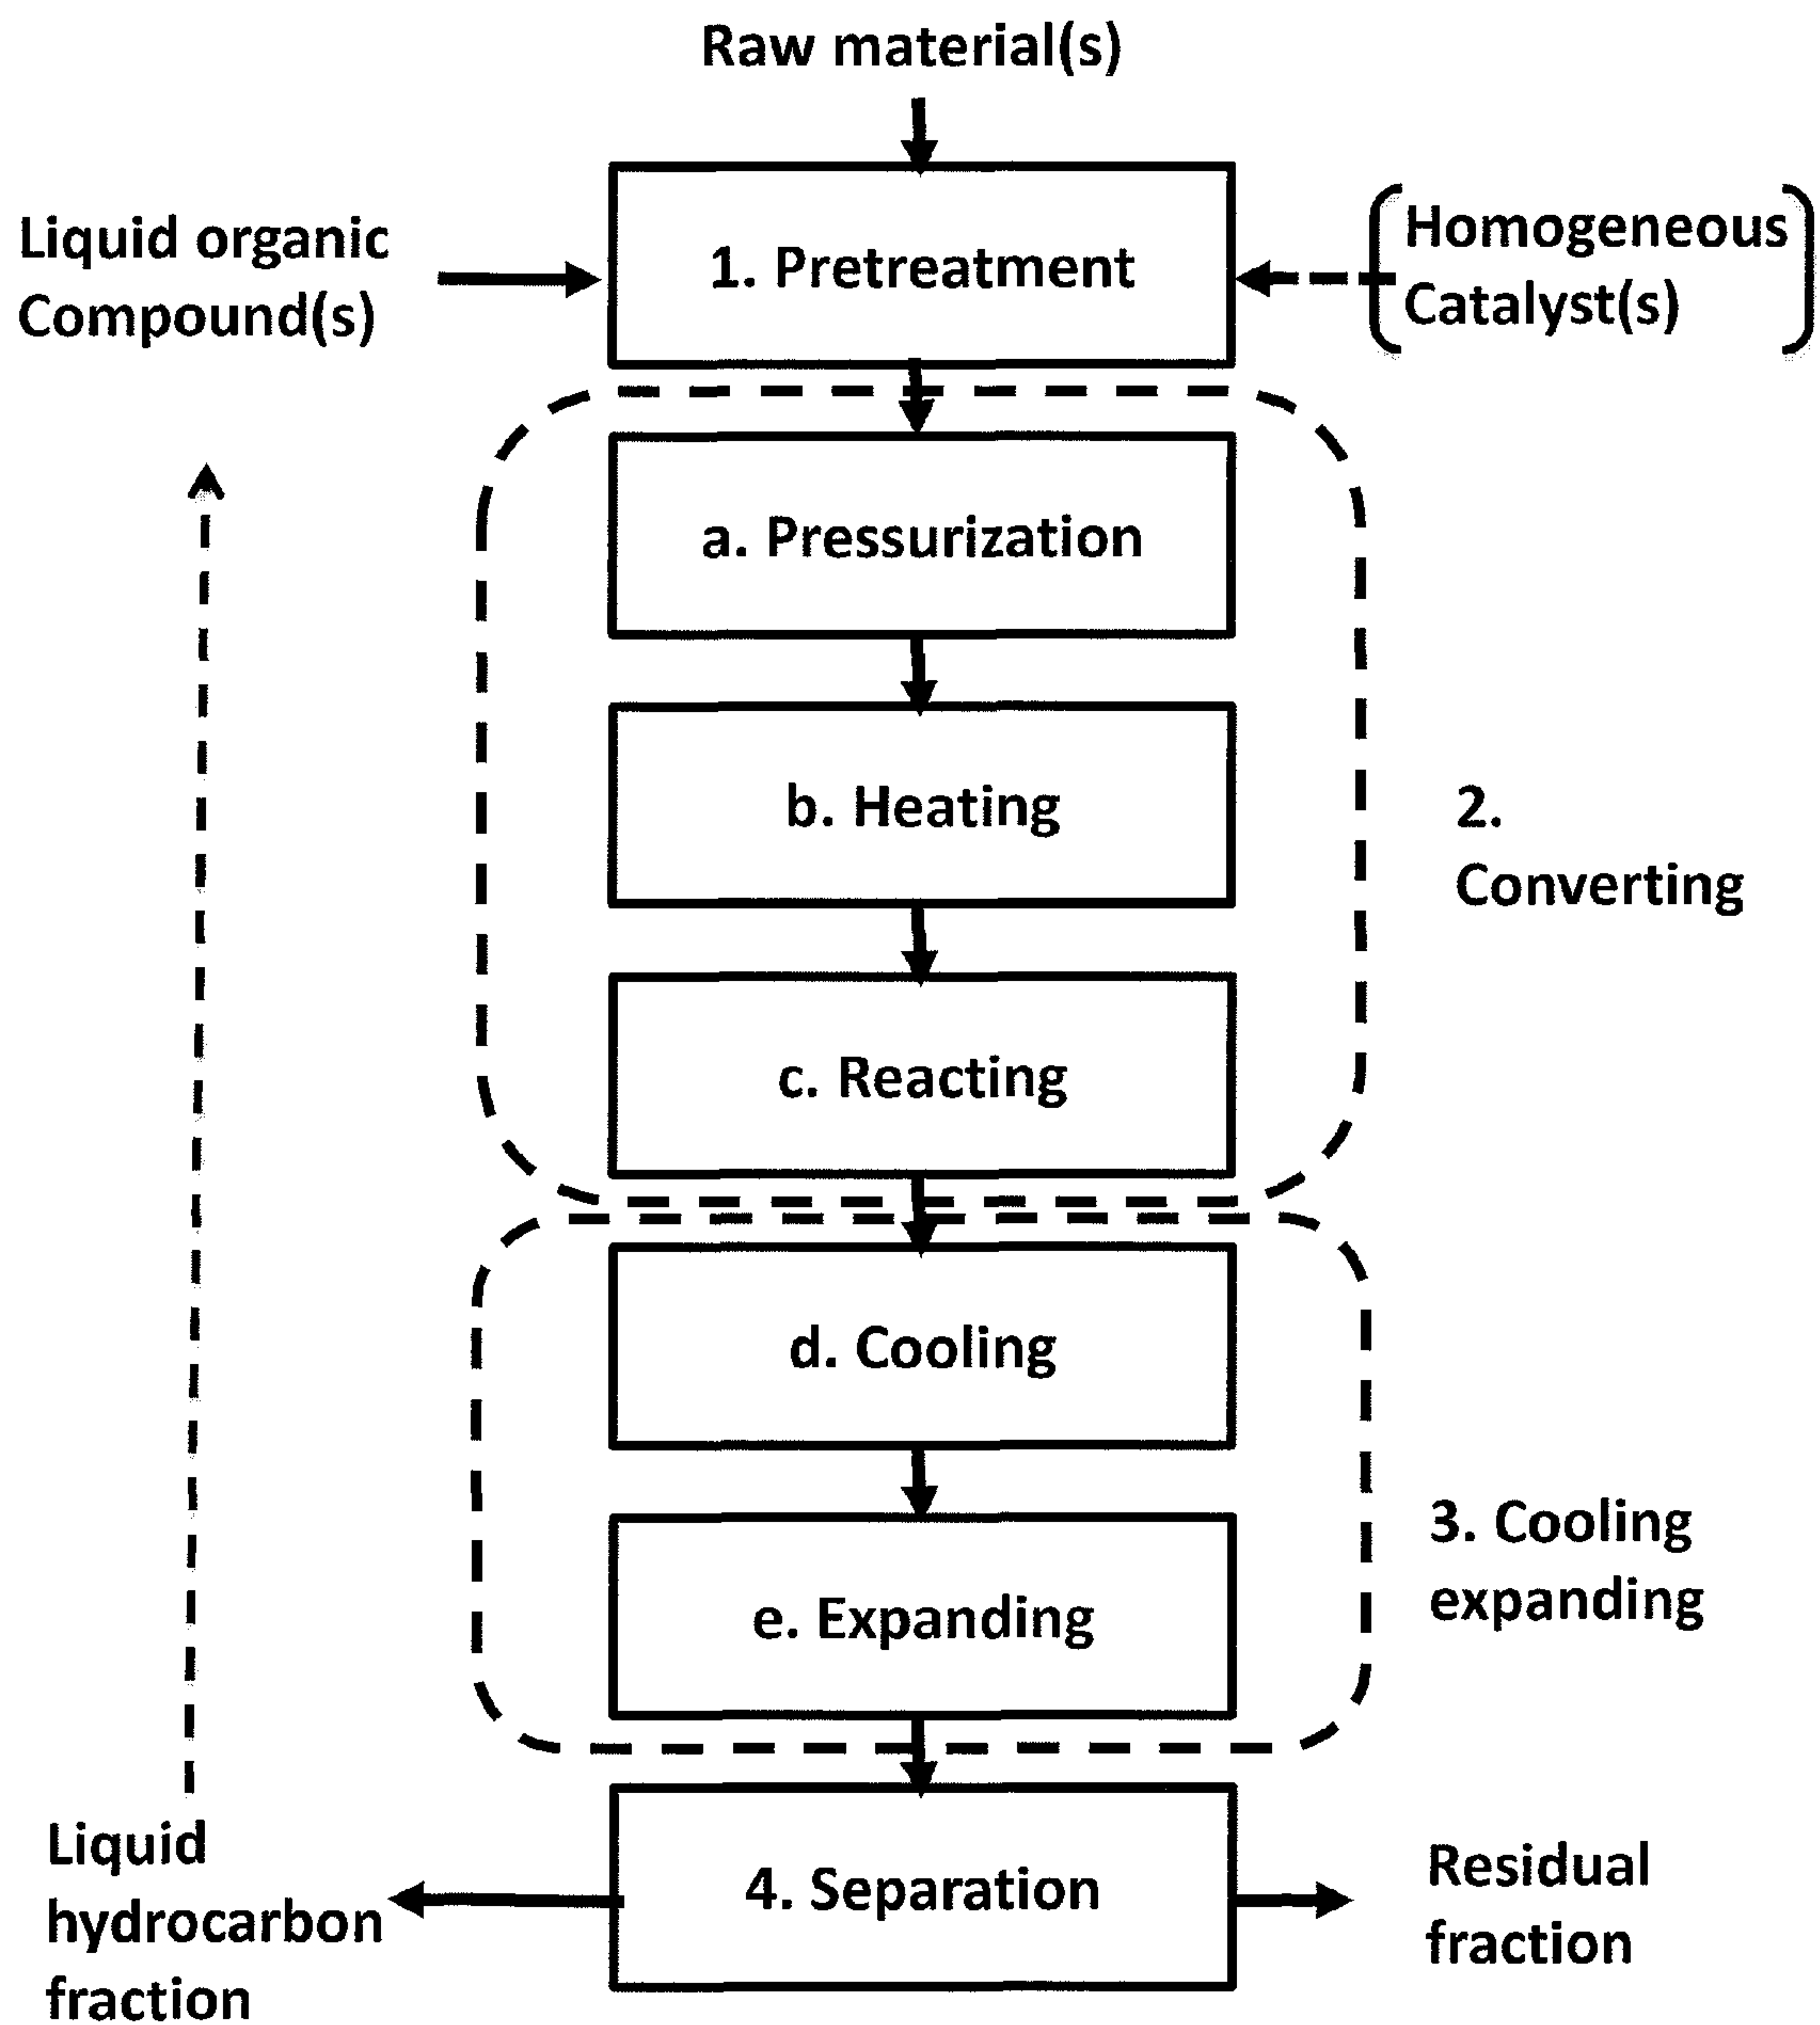 Raw material(s)
Liquid organic
Compound(s)
1. Pretreatment
Homogeneous
Catalyst(s)
a. Pressurization
b. Heating
2.
Converting
c. Reacting
d. Cooling
3. Cooling
expanding
e. Expanding
Liquid
hydrocarbon
fraction
4. Separation
Residual
fraction